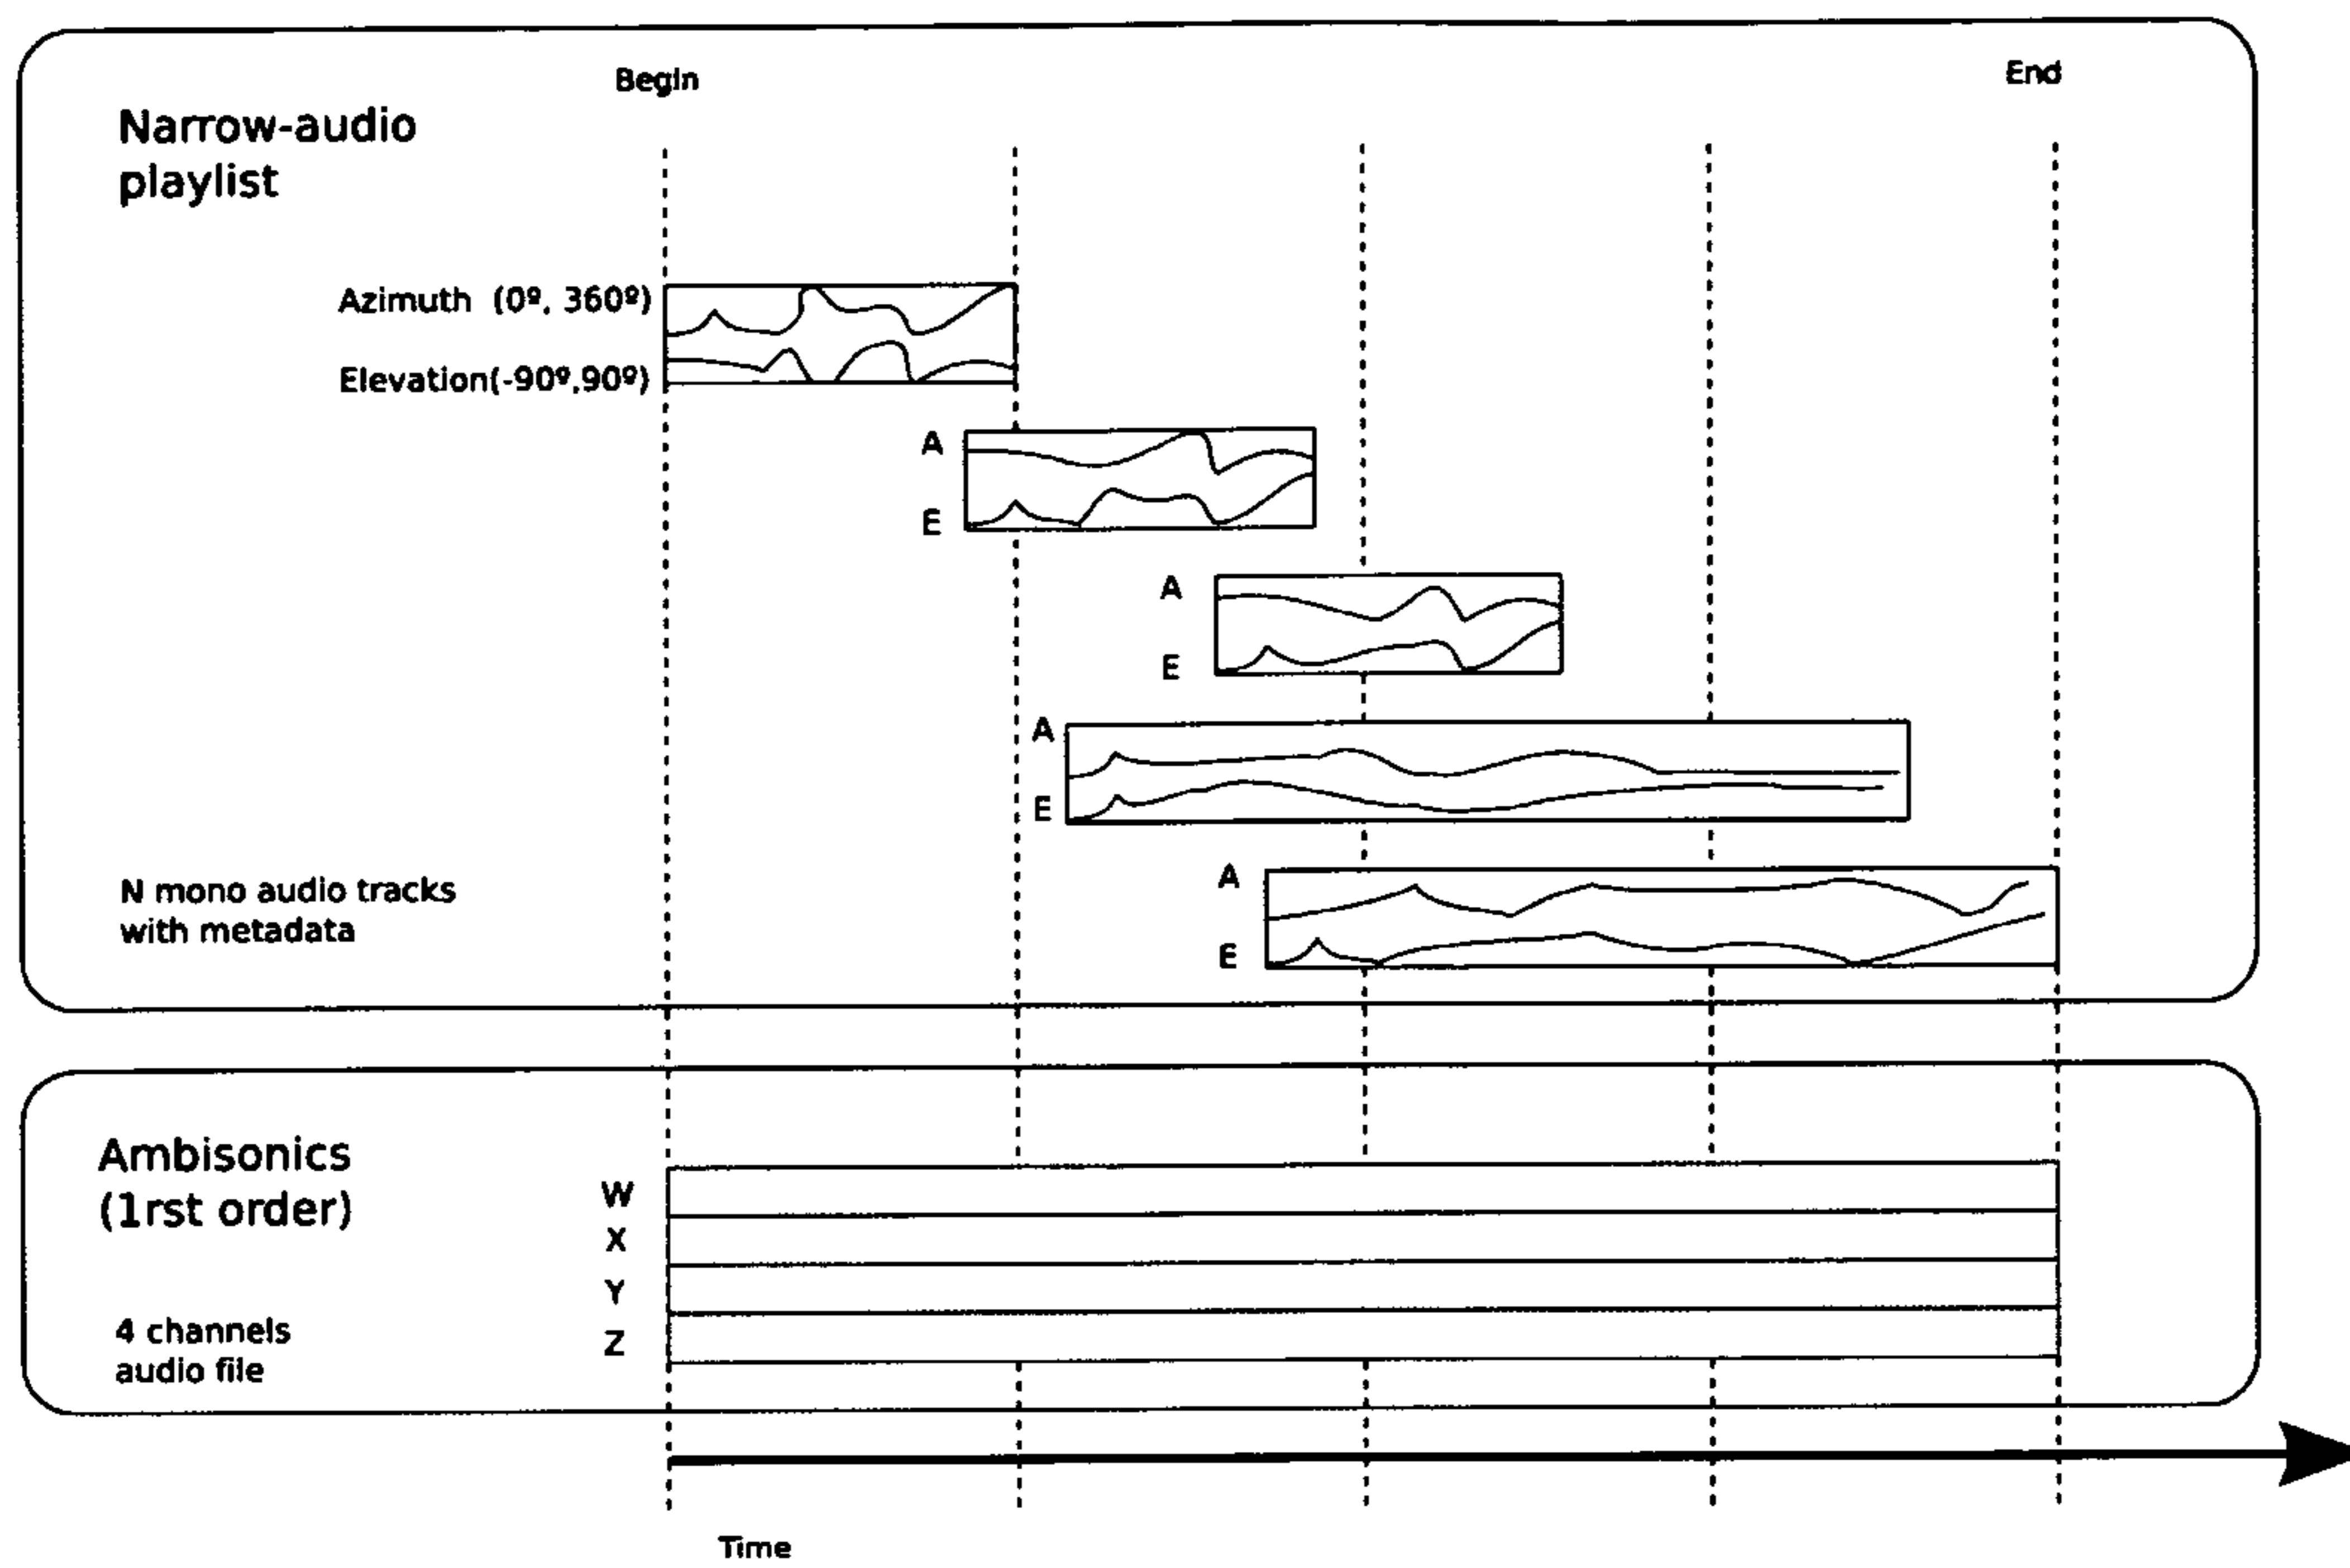 Begin
End
Narrow-audio
playlist
Azimuth (0º, 360º)
Elevation(-90º,90º)
A
E
A
E
A
E
N mono audio tracks
with metadata
A
E
Ambisonics
(1rst order)
W
X
Y
Z
4 channels
audio file
Time